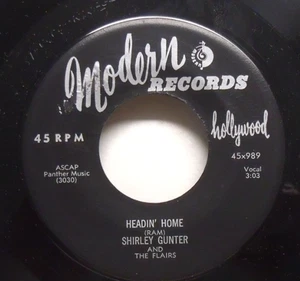 Modern
RECORDS
hollywood
45 RPM
45x989
ASCAP
Panther Music
(3030)
Vocal
3:03
HEADIN' HOME
(RAM)
SHIRLEY GUNTER
AND
THE FLAIRS